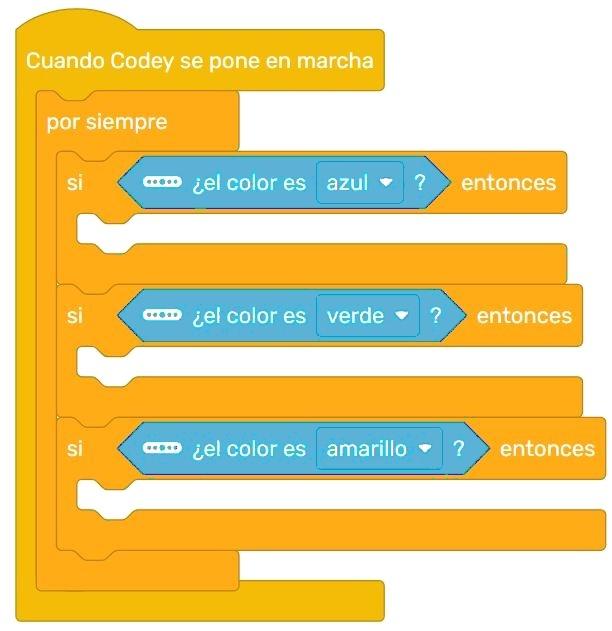 Cuando Codey se pone en marcha
por siempre
si ¿el color es azul ? entonces
si ¿el color es verde ? entonces
si ¿el color es amarillo ? entonces